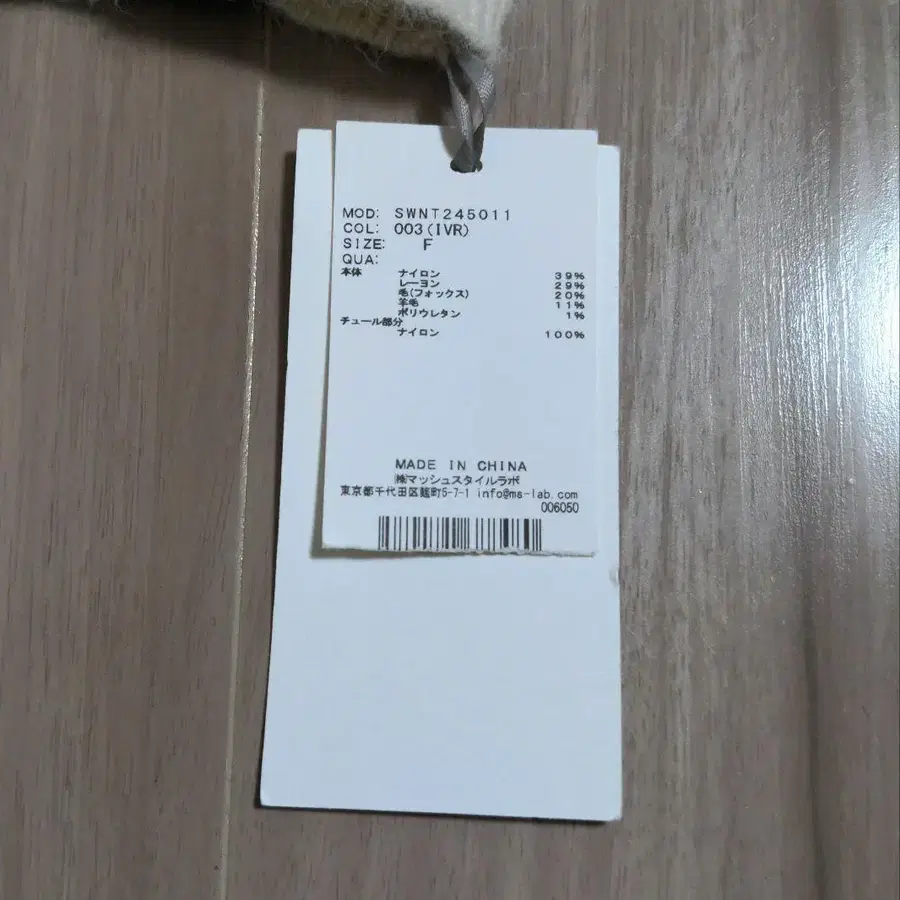 MOD: SWNT245011
COL: 003(IVR)
SIZE: F
QUA:
本体 ナイロン 39%
レーヨン 29%
毛(フォックス) 20%
羊毛 11%
ポリウレタン 1%
チュール部分
ナイロン 100%
MADE IN CHINA
㈱マッシュスタイルラボ
東京都千代田区麹町5-7-1 info@ms-lab.com
006050